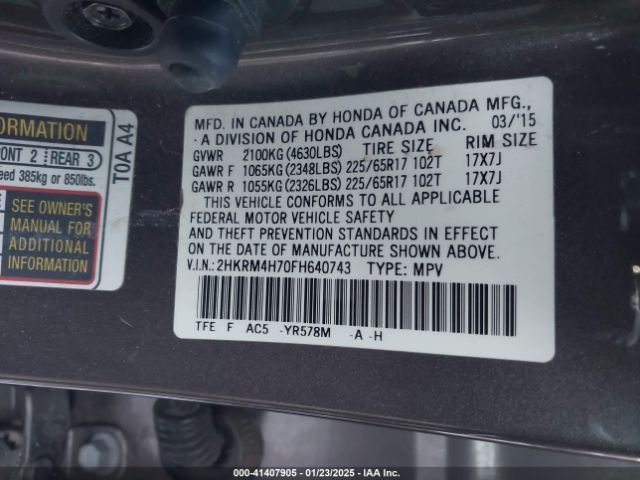 ORMATION
ONT 2 REAR 3
eed 385kg or 850lbs.
SEE OWNER'S
MANUAL FOR
ADDITIONAL
INFORMATION
T0A A4
MFD. IN CANADA BY HONDA OF CANADA MFG.,
A DIVISION OF HONDA CANADA INC. 03/'15
GVWR 2100KG (4630LBS) TIRE SIZE RIM SIZE
GAWR F 1065KG (2348LBS) 225/65R17 102T 17X7J
GAWR R 1055KG (2326LBS) 225/65R17 102T 17X7J
THIS VEHICLE CONFORMS TO ALL APPLICABLE
FEDERAL MOTOR VEHICLE SAFETY
AND THEFT PREVENTION STANDARDS IN EFFECT
ON THE DATE OF MANUFACTURE SHOWN ABOVE.
V.I.N.: 2HKRM4H70FH640743 TYPE: MPV
TFE F AC5 -YR578M -A -H
000-41407905 - 01/23/2025 - IAA Inc.